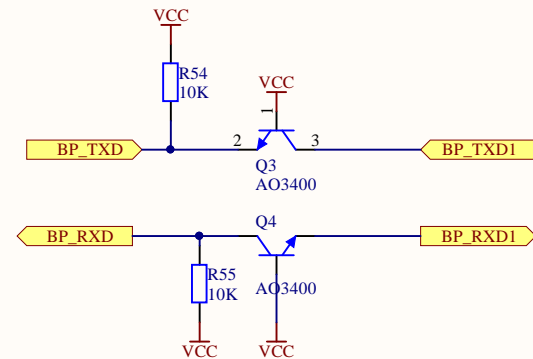 VCC
R54
10K
VCC
1
BP_TXD
2
3
BP_TXD1
Q3
AO3400
Q4
BP_RXD
BP_RXD1
R55
10K
AO3400
VCC
VCC